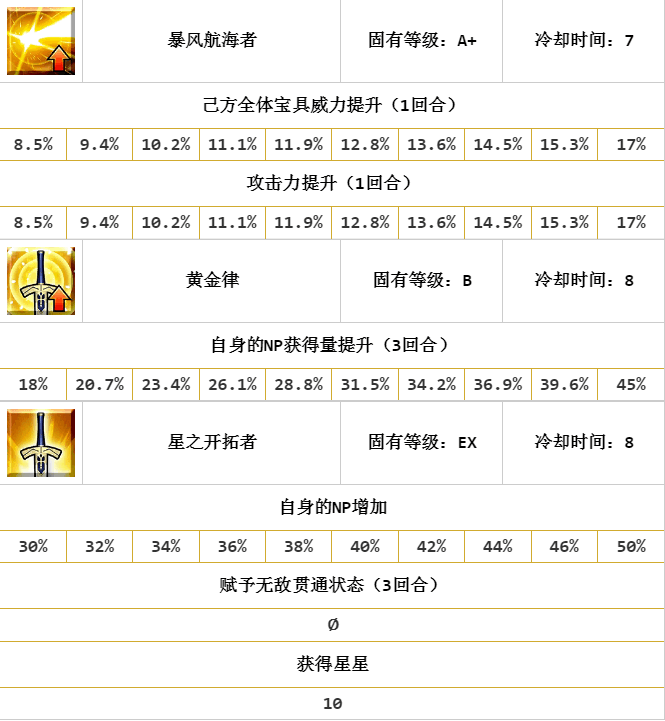 暴风航海者 固有等级：A+ 冷却时间：7
己方全体宝具威力提升（1回合）
8.5% 9.4% 10.2% 11.1% 11.9% 12.8% 13.6% 14.5% 15.3% 17%
攻击力提升（1回合）
8.5% 9.4% 10.2% 11.1% 11.9% 12.8% 13.6% 14.5% 15.3% 17%
黄金律 固有等级：B 冷却时间：8
自身的NP获得量提升（3回合）
18% 20.7% 23.4% 26.1% 28.8% 31.5% 34.2% 36.9% 39.6% 45%
星之开拓者 固有等级：EX 冷却时间：8
自身的NP增加
30% 32% 34% 36% 38% 40% 42% 44% 46% 50%
赋予无敌贯通状态（3回合）
Ø
获得星星
10